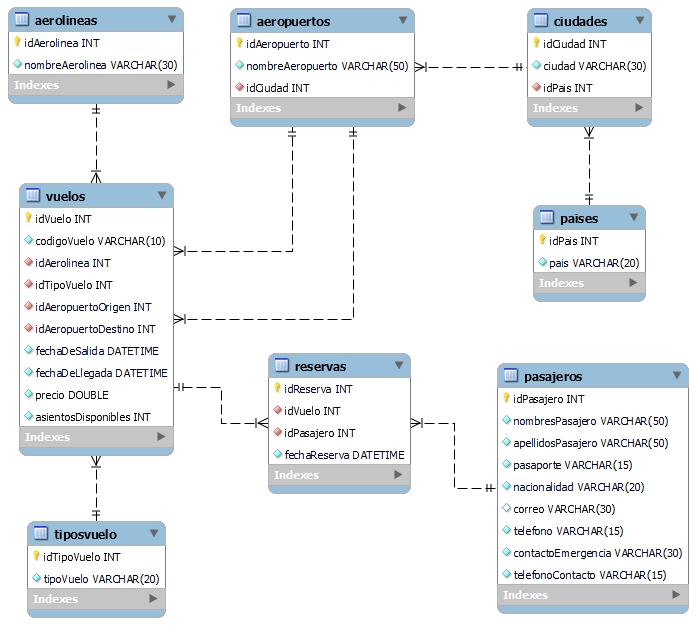 aerolineas
idAerolinea INT
nombreAerolinea VARCHAR(30)
Indexes
aeropuertos
idAeropuerto INT
nombreAeropuerto VARCHAR(50)
idCiudad INT
Indexes
ciudades
idCiudad INT
ciudad VARCHAR(30)
idPais INT
Indexes
vuelos
idVuelo INT
codigoVuelo VARCHAR(10)
idAerolinea INT
idTipoVuelo INT
idAeropuertoOrigen INT
idAeropuertoDestino INT
fechaDeSalida DATETIME
fechaDeLlegada DATETIME
precio DOUBLE
asientosDisponibles INT
Indexes
paises
idPais INT
pais VARCHAR(20)
Indexes
reservas
idReserva INT
idVuelo INT
idPasajero INT
fechaReserva DATETIME
Indexes
pasajeros
idPasajero INT
nombresPasajero VARCHAR(50)
apellidosPasajero VARCHAR(50)
pasaporte VARCHAR(15)
nacionalidad VARCHAR(20)
correo VARCHAR(30)
telefono VARCHAR(15)
contactoEmergencia VARCHAR(30)
telefonoContacto VARCHAR(15)
Indexes
tiposvuelo
idTipoVuelo INT
tipoVuelo VARCHAR(20)
Indexes